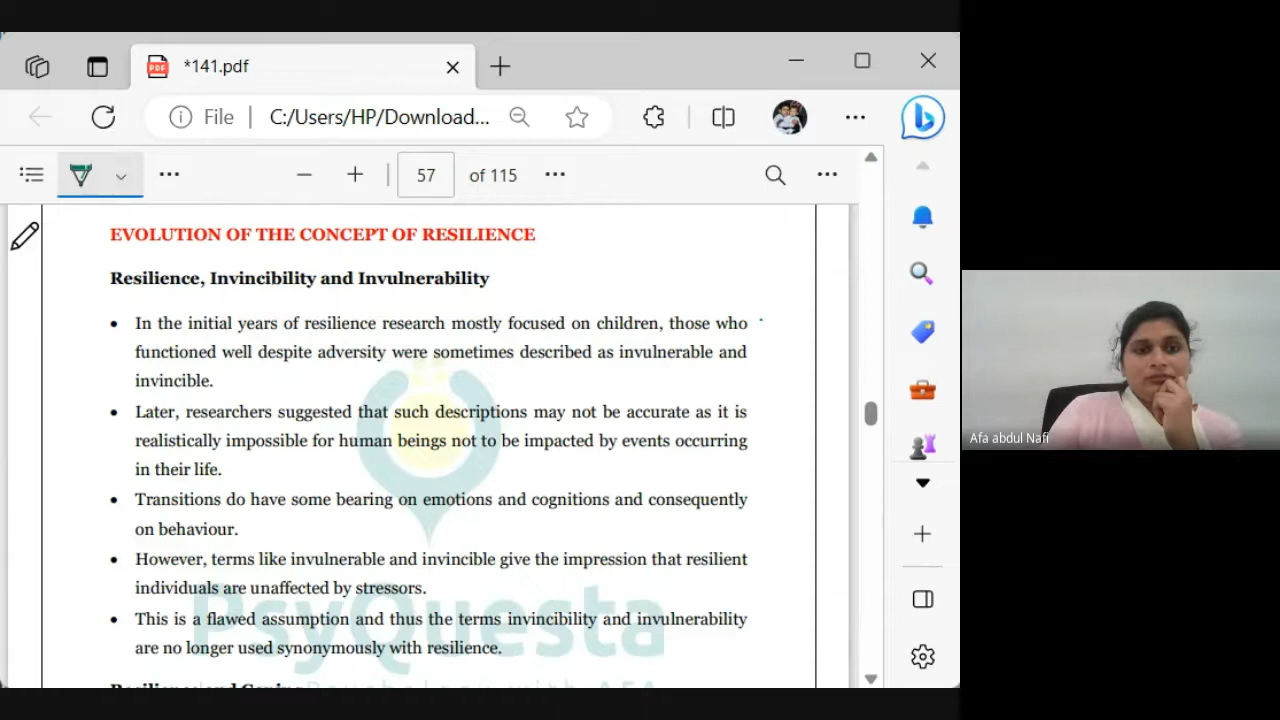 *141.pdf
File
C:/Users/HP/Download...
57
of 115
EVOLUTION OF THE CONCEPT OF RESILIENCE
Resilience, Invincibility and Invulnerability
• In the initial years of resilience research mostly focused on children, those who
functioned well despite adversity were sometimes described as invulnerable and
invincible.
• Later, researchers suggested that such descriptions may not be accurate as it is
realistically impossible for human beings not to be impacted by events occurring
in their life.
• Transitions do have some bearing on emotions and cognitions and consequently
on behaviour.
• However, terms like invulnerable and invincible give the impression that resilient
individuals are unaffected by stressors.
• This is a flawed assumption and thus the terms invincibility and invulnerability
are no longer used synonymously with resilience.
PsyQuesta
Resilience and Coping
Afa abdul Nafi